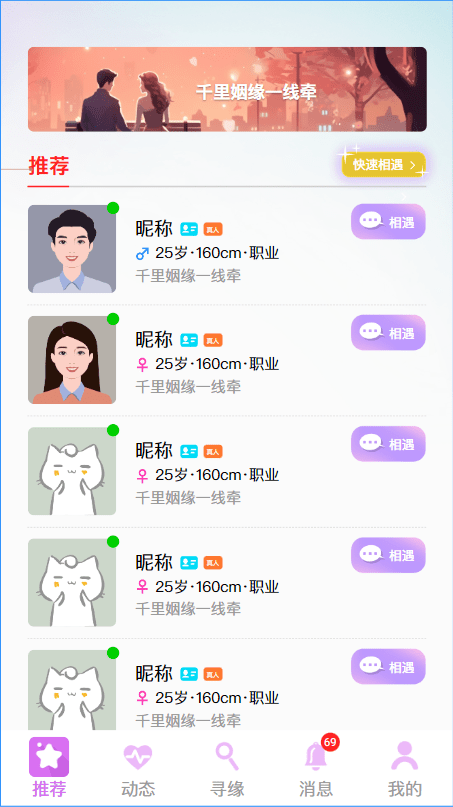 千里姻缘一线牵
推荐
快速相遇
昵称 真人
相遇
25岁·160cm·职业
千里姻缘一线牵
昵称 真人
相遇
25岁·160cm·职业
千里姻缘一线牵
昵称 真人
相遇
25岁·160cm·职业
千里姻缘一线牵
昵称 真人
相遇
25岁·160cm·职业
千里姻缘一线牵
昵称 真人
相遇
25岁·160cm·职业
千里姻缘一线牵
69
推荐 动态 寻缘 消息 我的